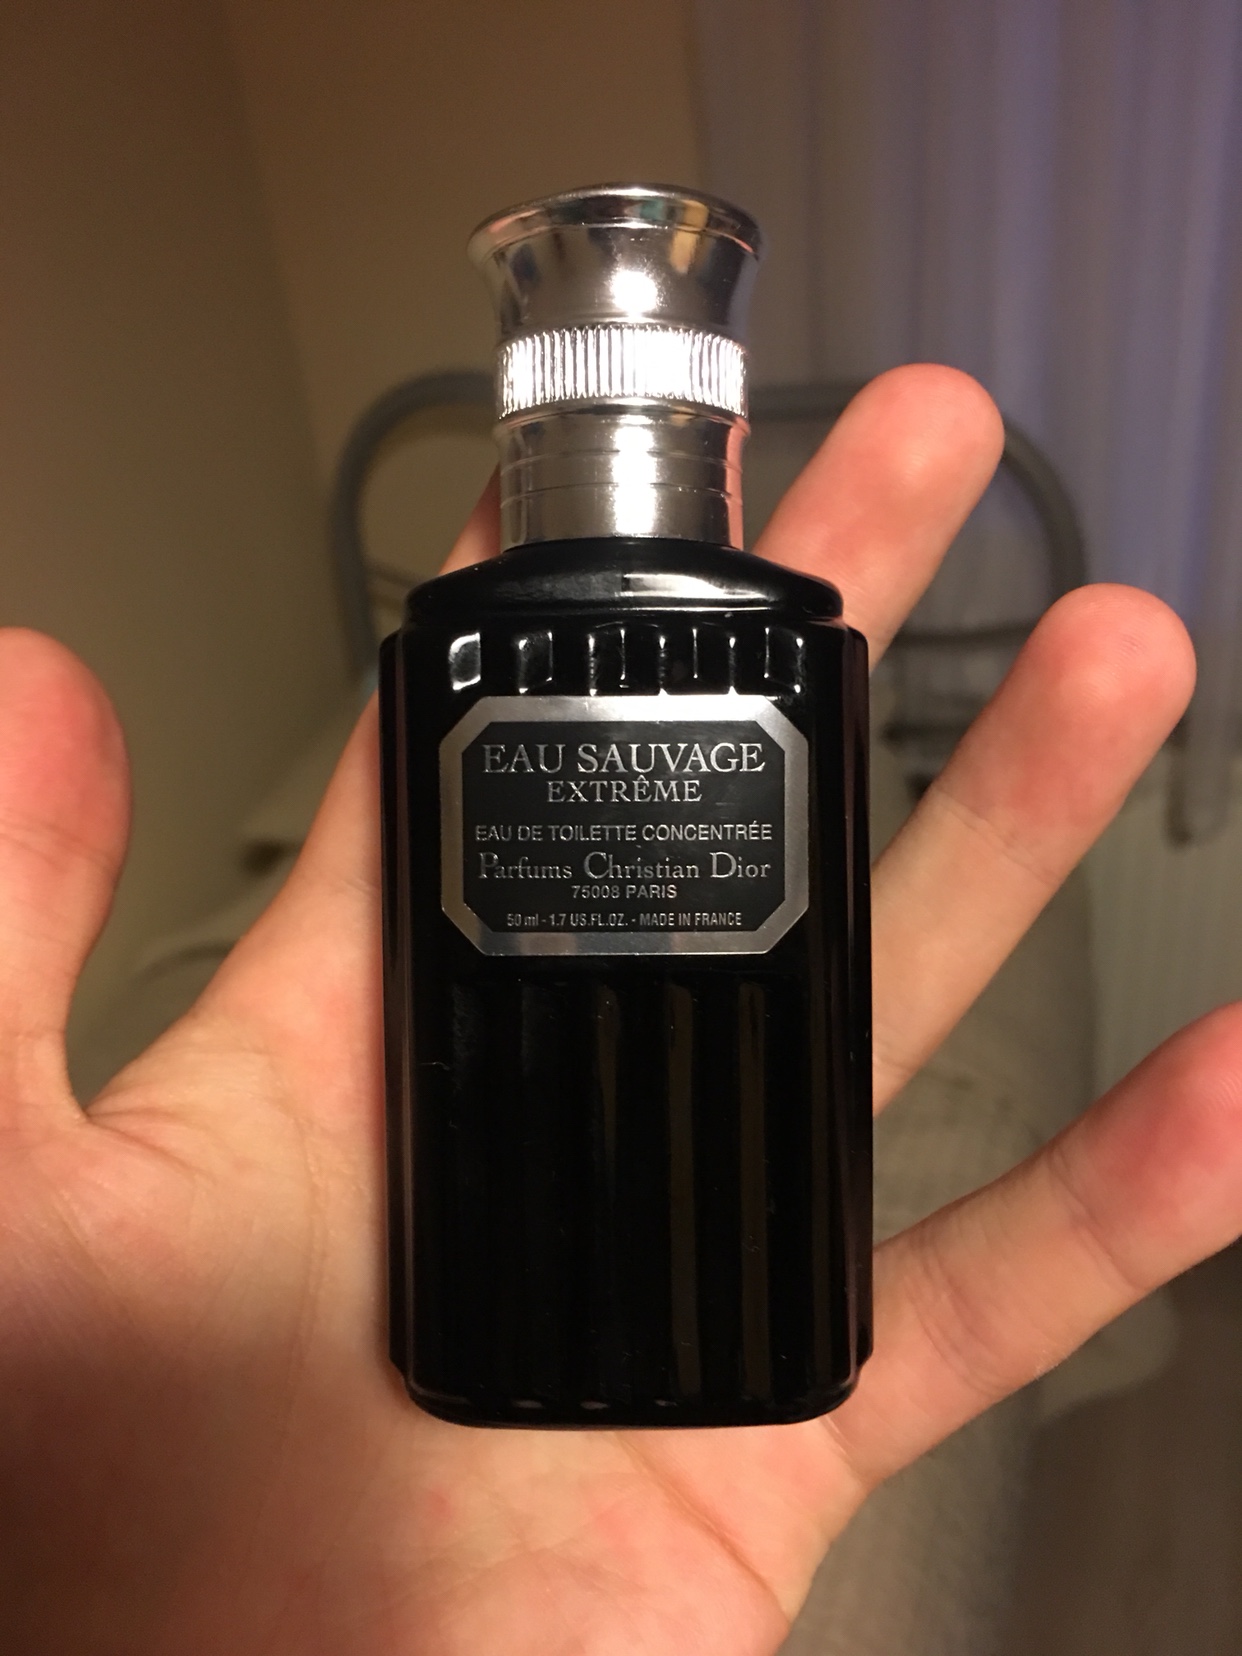 EAU SAUVAGE
EXTRÊME
EAU DE TOILETTE CONCENTRÉE
Parfums Christian Dior
75008 PARIS
50 ml - 1.7 US.FL.OZ. - MADE IN FRANCE